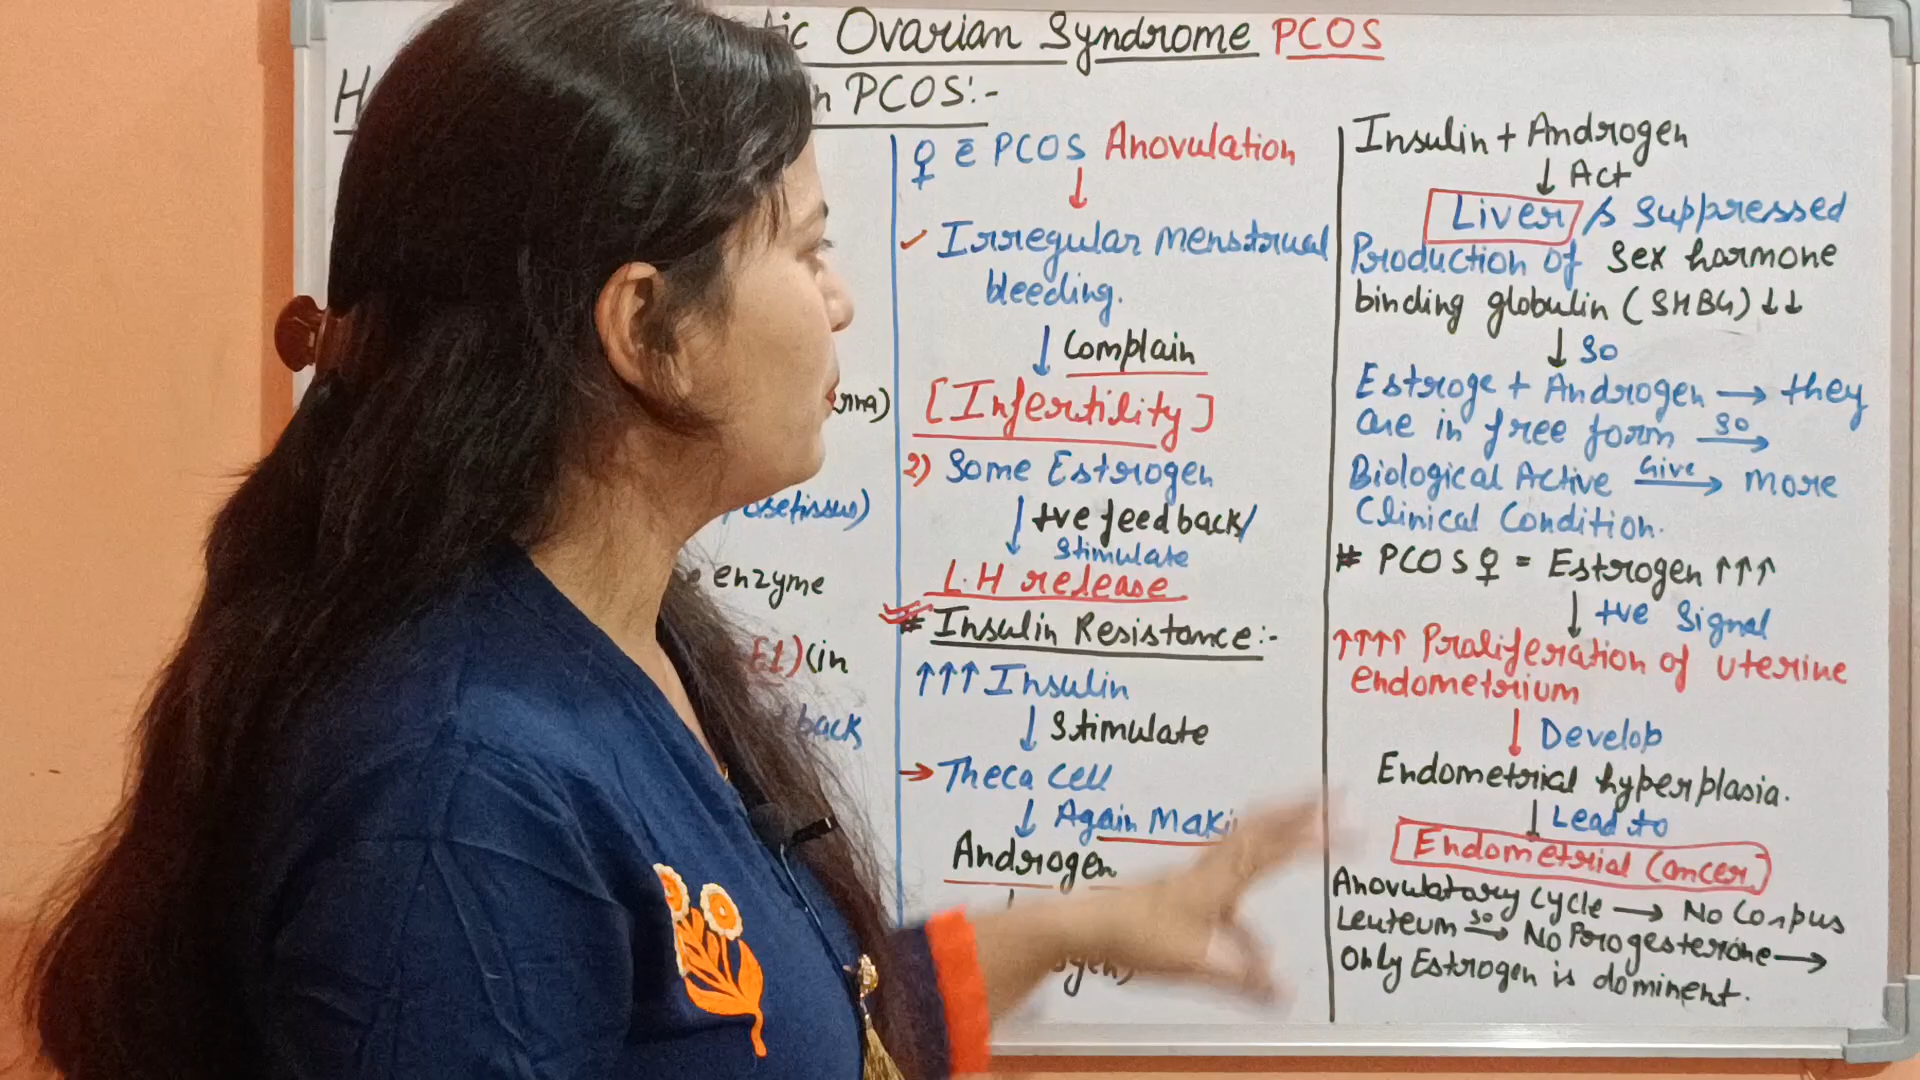 Ovarian Syndrome PCOS
PCOS:-
enzyme
E1) (in
back
♀ c̄ PCOS Anovulation
↓
✓ Irregular menstrual
bleeding.
↓ Complain
[Infertility]
2) Some Estrogen
↓ +ve feedback/
Stimulate
L.H release
# Insulin Resistance:-
↑↑↑ Insulin
↓ Stimulate
→ Theca Cell
↓ Again
Androgen
Insulin + Androgen
↓ Act
Liver /s suppressed
Production of Sex hormone
binding globulin (SHBG) ↓↓
↓ So
Estroge + Androgen → they
are in free form so →
Biological Active Give → more
Clinical Condition.
# PCOS ♀ = Estrogen ↑↑↑
↓ +ve Signal
↑↑↑↑ Proliferation of uterine
endometrium
↓ Develop
Endometrial hyperplasia.
↓ Lead to
Endometrial Cancer
Anovulatary Cycle → No Corpus
Leuteum so → No Progesterone →
Only Estrogen is dominent.